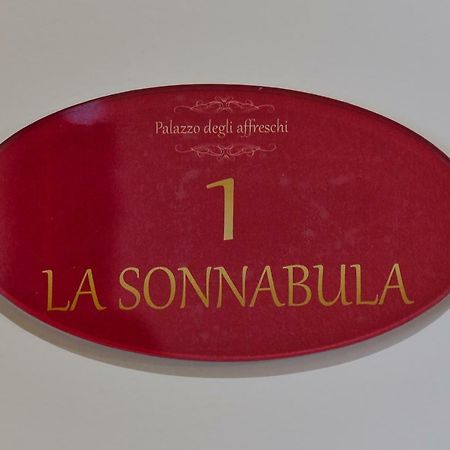 Palazzo degli affreschi
1
LA SONNABULA